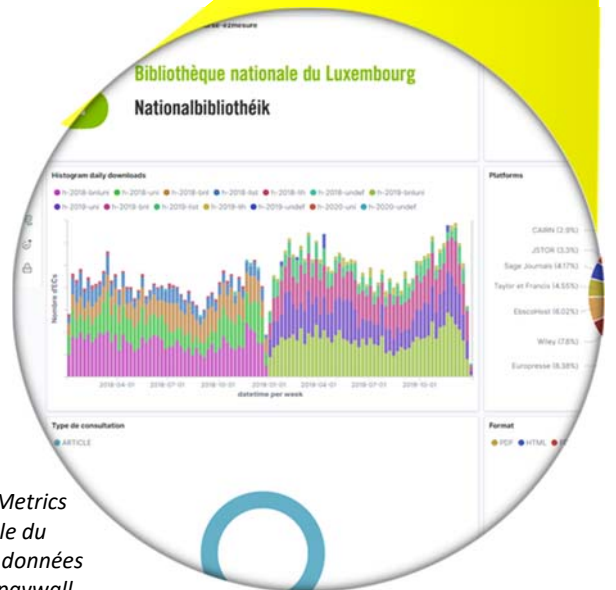 Bibliothèque nationale du Luxembourg
Nationalbibliothéik
Histogram daily downloads
h-2018-bnluni h-2018-uni h-2018-bnl h-2018-list h-2018-lih h-2018-undef h-2019-bnluni
h-2019-uni h-2019-bnl h-2019-list h-2019-lih h-2019-undef h-2020-uni h-2020-undef
Nombre d'ECs
2018-04-01 2018-07-01 2018-10-01 2019-01-01 2019-04-01 2019-07-01 2019-10-01
datetime per week
Platforms
CAIRN (2.9%)
JSTOR (3.3%)
Sage Journals (4.17%)
Taylor et Francis (4.55%)
EbscoHost (6.02%)
Wiley (7.8%)
Europresse (8.38%)
Type de consultation
ARTICLE
Format
PDF HTML
Metrics
le du
données
paywall